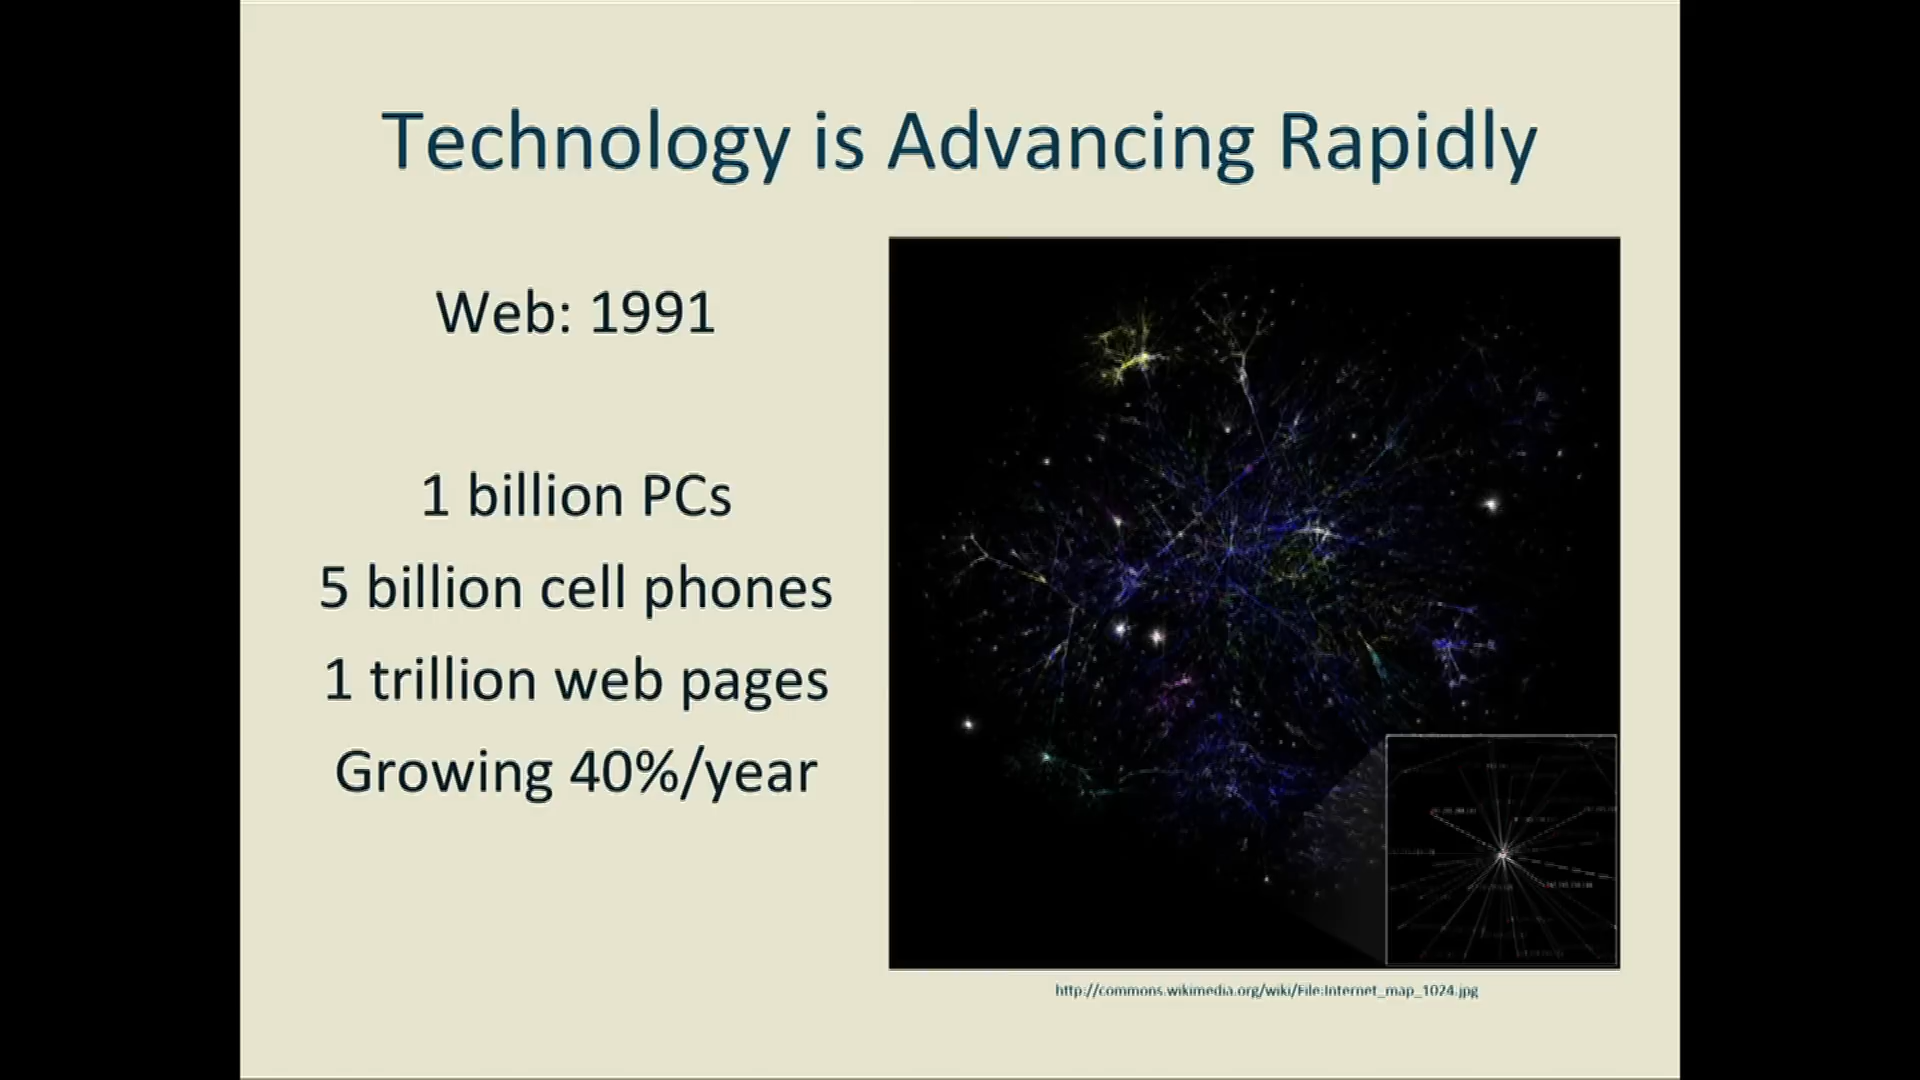 Technology is Advancing Rapidly
Web: 1991
1 billion PCs
5 billion cell phones
1 trillion web pages
Growing 40%/year
http://commons.wikimedia.org/wiki/File:Internet_map_1024.jpg